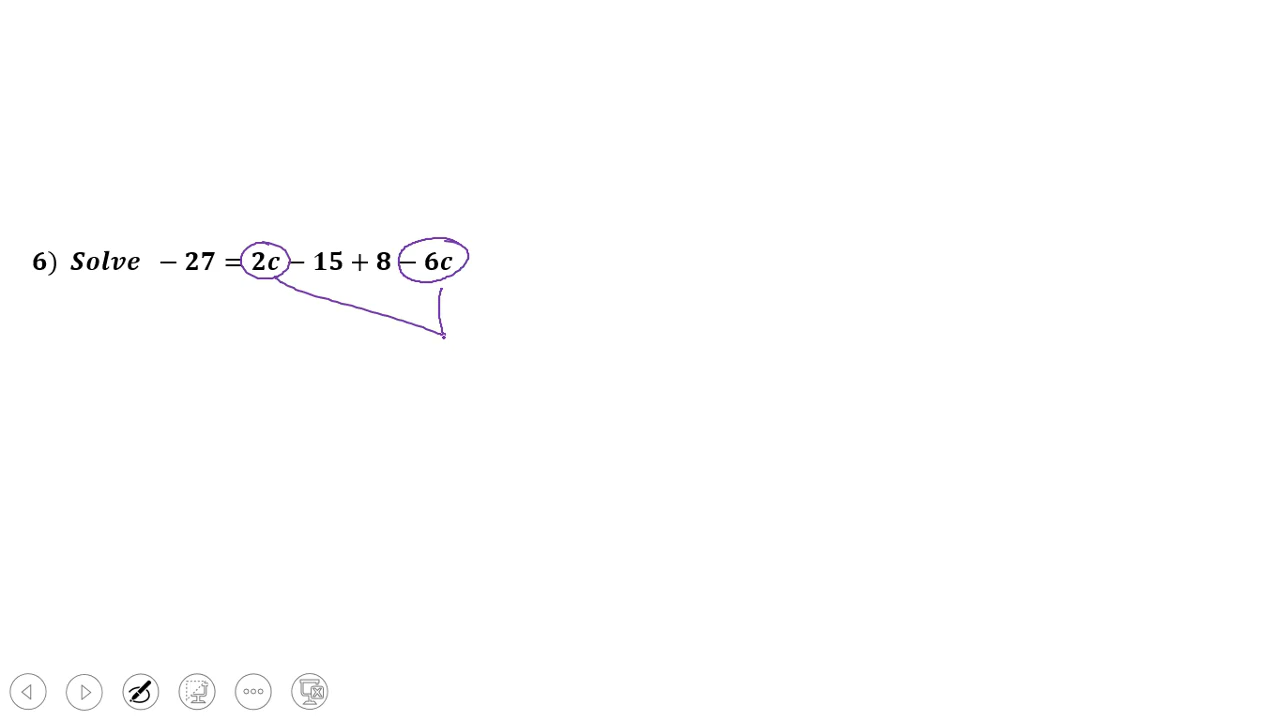 6) Solve − 27 = 2c − 15 + 8 − 6c